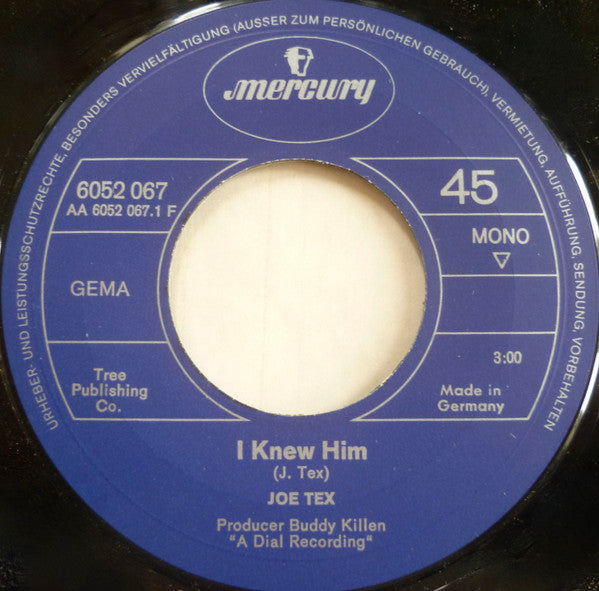 URHEBER- UND LEISTUNGSSCHUTZRECHTE, BESONDERS VERVIELFÄLTIGUNG (AUSSER ZUM PERSÖNLICHEN GEBRAUCH), VERMIETUNG, AUFFÜHRUNG, SENDUNG, VORBEHALTEN
mercury
6052 067
AA 6052 067.1 F
45
MONO
GEMA
3:00
Tree
Publishing
Co.
Made in
Germany
I Knew Him
(J. Tex)
JOE TEX
Producer Buddy Killen
"A Dial Recording"